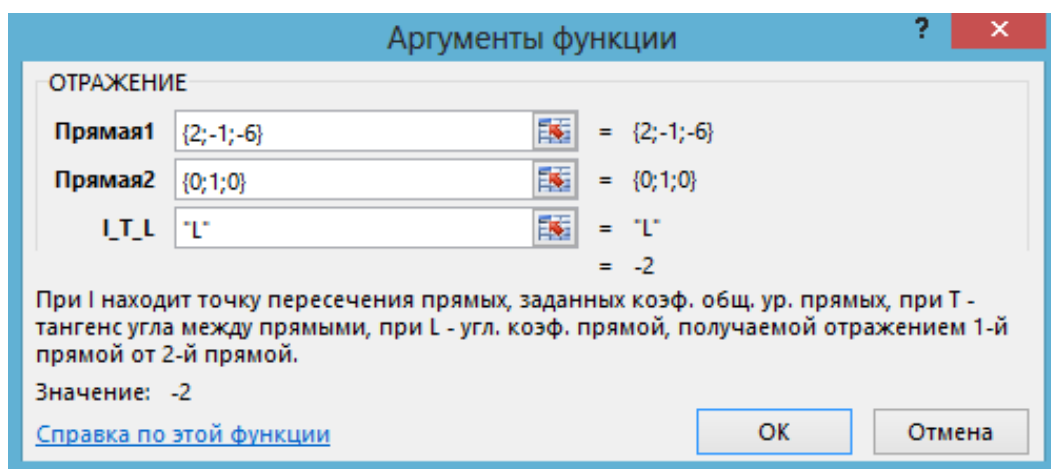 Аргументы функции ? ×
ОТРАЖЕНИЕ
Прямая1 {2;-1;-6} = {2;-1;-6}
Прямая2 {0;1;0} = {0;1;0}
I_T_L "L" = "L"
= -2
При I находит точку пересечения прямых, заданных коэф. общ. ур. прямых, при T -
тангенс угла между прямыми, при L - угл. коэф. прямой, получаемой отражением 1-й
прямой от 2-й прямой.
Значение: -2
Справка по этой функции OK Отмена